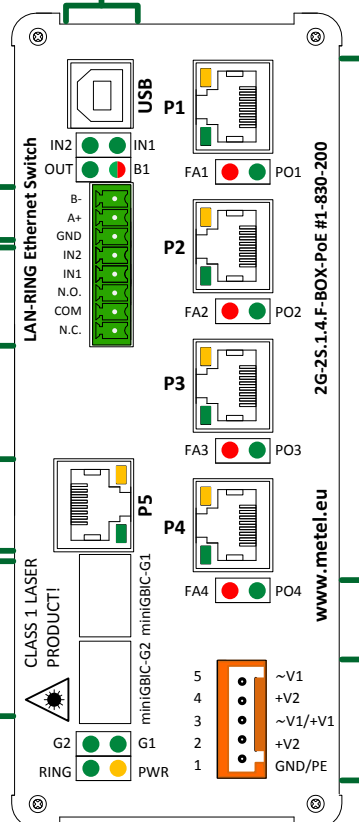 USB
IN2 IN1
OUT B1
LAN-RING Ethernet Switch
B-
A+
GND
IN2
IN1
N.O.
COM
N.C.
P1
FA1 PO1
P2
FA2 PO2
P3
FA3 PO3
P4
FA4 PO4
2G-2S.1.4.F-BOX-PoE #1-830-200
www.metel.eu
P5
miniGBIC-G1
miniGBIC-G2
CLASS 1 LASER
PRODUCT!
G2 G1
RING PWR
5 ~V1
4 +V2
3 ~V1/+V1
2 +V2
1 GND/PE